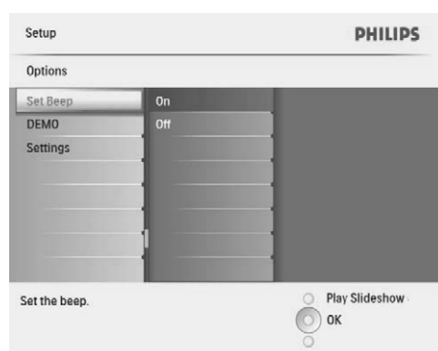 Setup
PHILIPS
Options
Set Beep
On
DEMO
Off
Settings
Set the beep.
Play Slideshow
OK